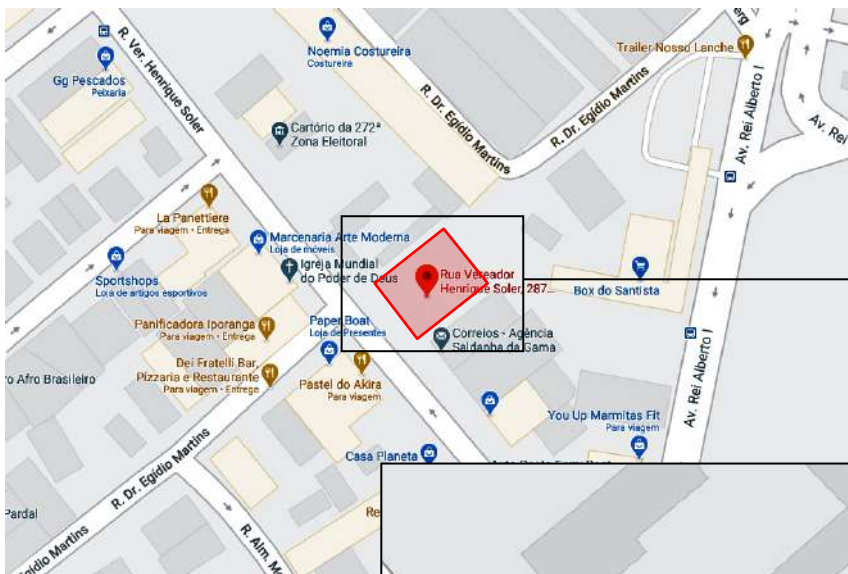 R. Ver. Henrique Soler
Gg Pescados
Peixaria
Noemia Costureira
Costureira
Trailer Nosso Lanche
R. Dr. Egídio Martins
R. Dr. Egídio Martins
Av. Rei Alberto I
Av. Rei
Cartório da 272ª
Zona Eleitoral
La Panettiere
Para viagem · Entrega
Marcenaria Arte Moderna
Loja de móveis
Igreja Mundial
do Poder de Deus
Sportshops
Loja de artigos esportivos
Rua Vereador
Henrique Soler, 287...
Box do Santista
Panificadora Iporanga
Para viagem · Entrega
Paper Boat
Loja de Presentes
Correios - Agência
Saldanha da Gama
Av. Rei Alberto I
ro Afro Brasileiro
Dei Fratelli Bar,
Pizzaria e Restaurante
Para viagem · Entrega
Pastel do Akira
Para viagem
You Up Marmitas Fit
Para viagem
Casa Planeta
R. Dr. Egídio Martins
Pardal
Re
Egídio Martins
R. Alm. M